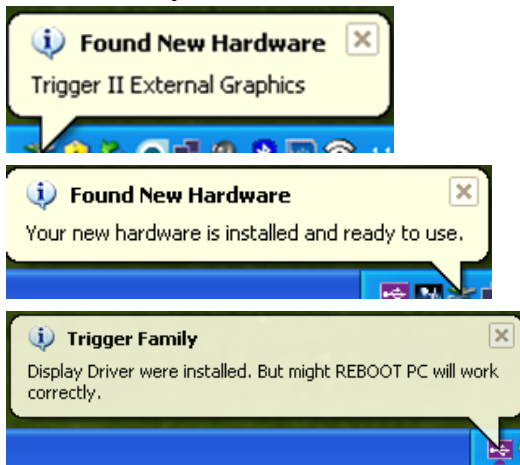 Found New Hardware
Trigger II External Graphics
Found New Hardware
Your new hardware is installed and ready to use.
Trigger Family
Display Driver were installed. But might REBOOT PC will work
correctly.